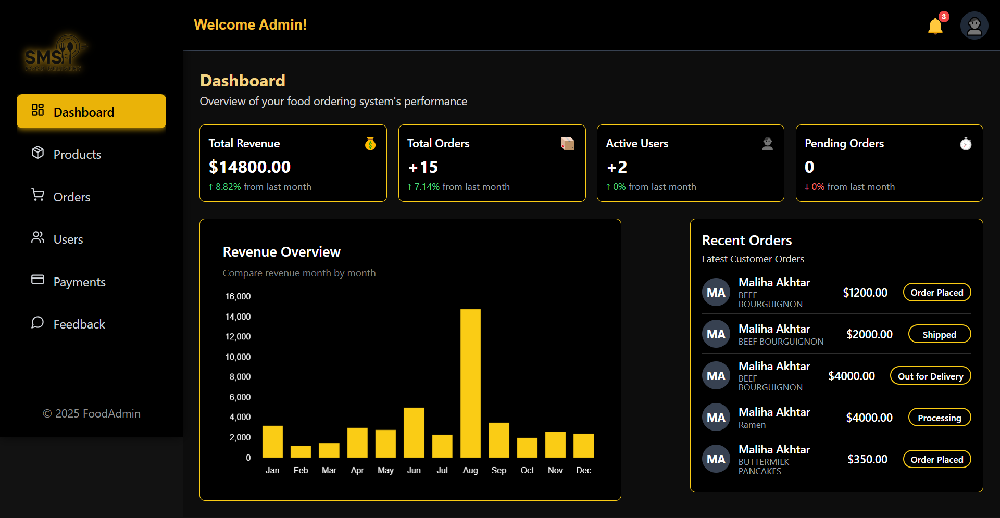 Welcome Admin!
3
SMS
FOOD DELIVERY
Dashboard
Products
Orders
Users
Payments
Feedback
© 2025 FoodAdmin
Dashboard
Overview of your food ordering system's performance
Total Revenue
$14800.00
↑ 8.82% from last month
Total Orders
+15
↑ 7.14% from last month
Active Users
+2
↑ 0% from last month
Pending Orders
0
↓ 0% from last month
Revenue Overview
Compare revenue month by month
16,000
14,000
12,000
10,000
8,000
6,000
4,000
2,000
0
Jan Feb Mar Apr May Jun Jul Aug Sep Oct Nov Dec
Recent Orders
Latest Customer Orders
MA
Maliha Akhtar
BEEF
BOURGUIGNON
$1200.00
Order Placed
MA
Maliha Akhtar
BEEF BOURGUIGNON
$2000.00
Shipped
MA
Maliha Akhtar
BEEF
BOURGUIGNON
$4000.00
Out for Delivery
MA
Maliha Akhtar
Ramen
$4000.00
Processing
MA
Maliha Akhtar
BUTTERMILK
PANCAKES
$350.00
Order Placed